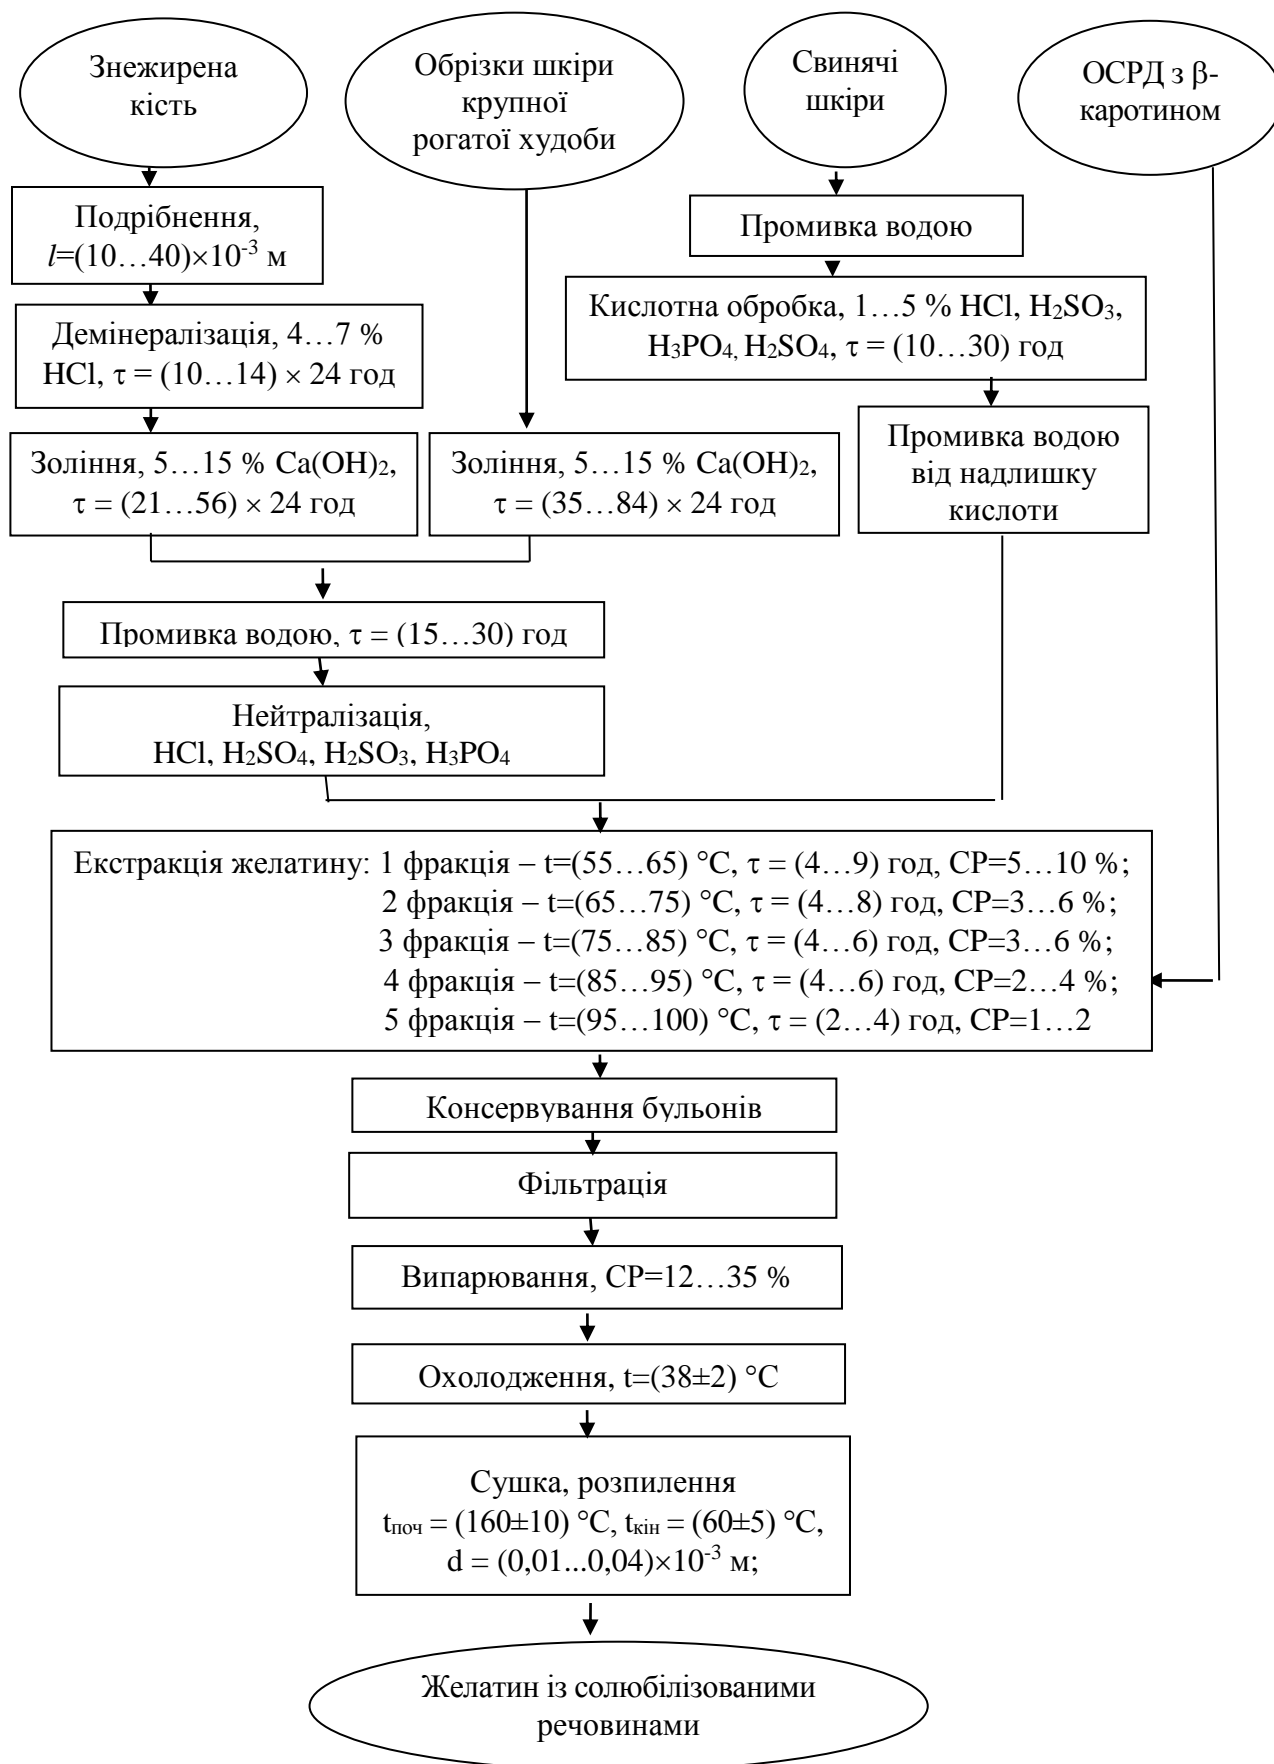 Знежирена
кість
Обрізки шкіри
крупної
рогатої худоби
Свинячі
шкіри
ОСРД з β-
каротином
Подрібнення,
l=(10…40)×10⁻³ м
Промивка водою
Демінералізація, 4…7 %
HCl, τ = (10…14) × 24 год
Кислотна обробка, 1…5 % HCl, H₂SO₃,
H₃PO₄, H₂SO₄, τ = (10…30) год
Зоління, 5…15 % Ca(OH)₂,
τ = (21…56) × 24 год
Зоління, 5…15 % Ca(OH)₂,
τ = (35…84) × 24 год
Промивка водою
від надлишку
кислоти
Промивка водою, τ = (15…30) год
Нейтралізація,
HCl, H₂SO₄, H₂SO₃, H₃PO₄
Екстракція желатину: 1 фракція – t=(55…65) °С, τ = (4…9) год, СР=5…10 %;
2 фракція – t=(65…75) °С, τ = (4…8) год, СР=3…6 %;
3 фракція – t=(75…85) °С, τ = (4…6) год, СР=3…6 %;
4 фракція – t=(85…95) °С, τ = (4…6) год, СР=2…4 %;
5 фракція – t=(95…100) °С, τ = (2…4) год, СР=1…2
Консервування бульонів
Фільтрація
Випарювання, СР=12…35 %
Охолодження, t=(38±2) °С
Сушка, розпилення
tпоч = (160±10) °С, tкін = (60±5) °С,
d = (0,01...0,04)×10⁻³ м;
Желатин із солюбілізованими
речовинами